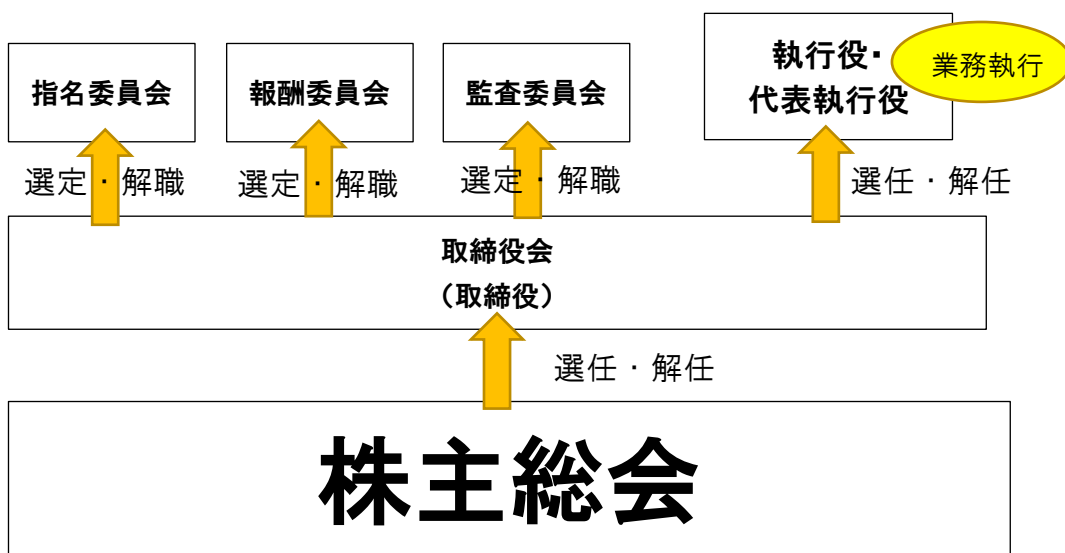 指名委員会
報酬委員会
監査委員会
執行役・
代表執行役
業務執行
選定・解職
選定・解職
選定・解職
選任・解任
取締役会
（取締役）
選任・解任
株主総会